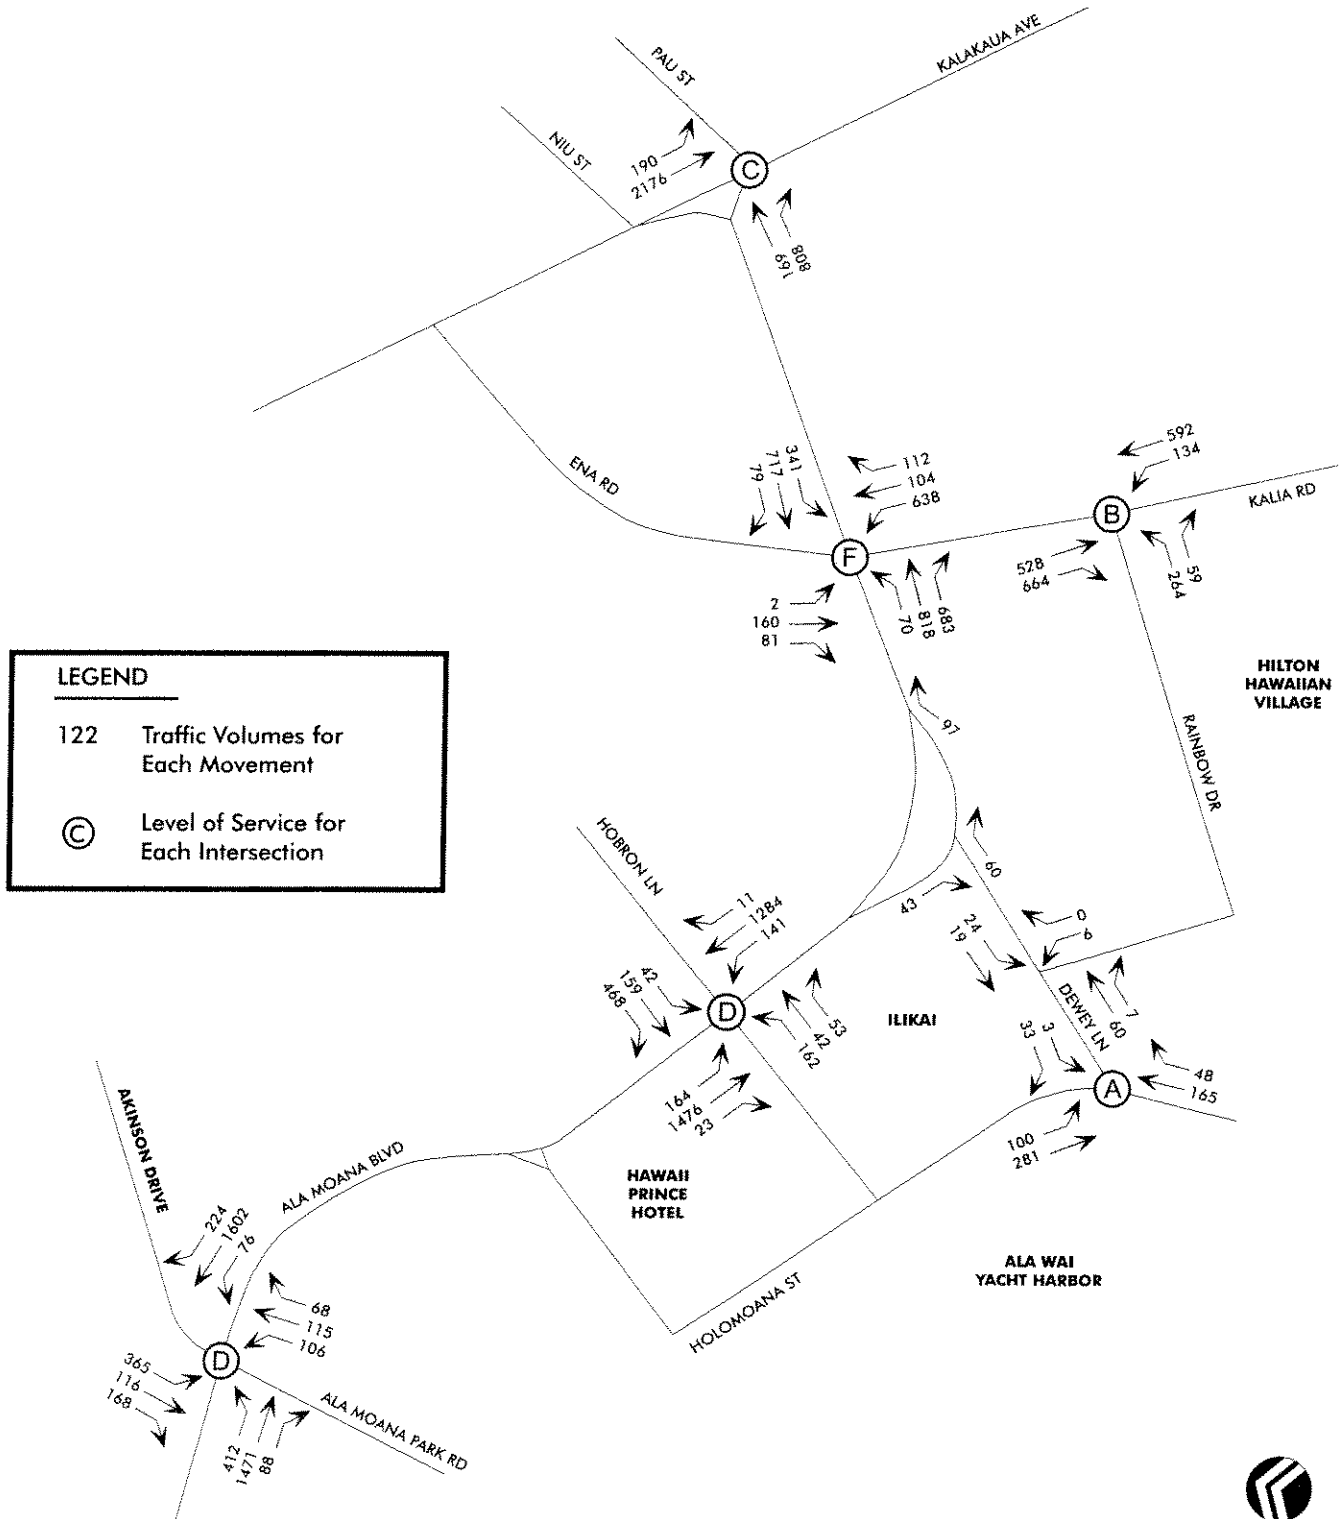 KALAKAUA AVE
PAU ST
NIU ST
190
2176
C
808
691
592
134
341
717
79
112
104
638
ENA RD
KALIA RD
B
F
528
664
59
264
2
160
81
70
818
683
LEGEND
122 Traffic Volumes for
Each Movement
C Level of Service for
Each Intersection
HILTON
HAWAIIAN
VILLAGE
97
RAINBOW DR
HOBRON LN
60
43
11
1284
141
24
19
0
6
42
159
468
D
53
42
162
ILIKAI
DEWEY LN
7
60
33
3
48
165
A
164
1476
23
100
281
AKINSON DRIVE
ALA MOANA BLVD
HAWAII
PRINCE
HOTEL
224
1602
76
ALA WAI
YACHT HARBOR
HOLOMOANA ST
68
115
106
D
365
116
168
ALA MOANA PARK RD
412
1471
88